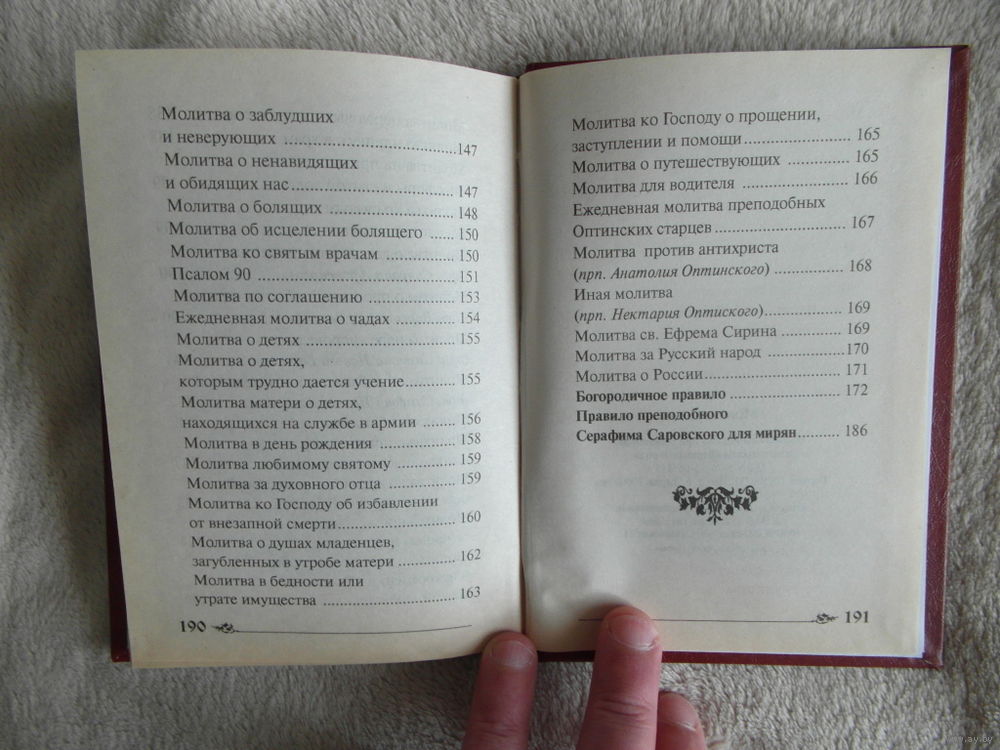 Молитва о заблудших
и неверующих ........................ 147
Молитва о ненавидящих
и обидящих нас ........................ 147
Молитва о болящих ........................ 148
Молитва об исцелении болящего ...... 150
Молитва ко святым врачам ............... 150
Псалом 90 ........................ 151
Молитва по соглашению ............... 153
Ежедневная молитва о чадах ............ 154
Молитва о детях ........................ 155
Молитва о детях,
которым трудно дается учение ............ 155
Молитва матери о детях,
находящихся на службе в армии ........ 156
Молитва в день рождения ............... 158
Молитва любимому святому ............ 159
Молитва за духовного отца ............... 159
Молитва ко Господу об избавлении
от внезапной смерти ........................ 160
Молитва о душах младенцев,
загубленных в утробе матери ............ 162
Молитва в бедности или
утрате имущества ........................ 163
190
Молитва ко Господу о прощении,
заступлении и помощи ........................ 165
Молитва о путешествующих ............ 165
Молитва для водителя .................. 166
Ежедневная молитва преподобных
Оптинских старцев ........................ 167
Молитва против антихриста
(прп. Анатолия Оптинского) ............... 168
Иная молитва
(прп. Нектария Оптиского) ............... 169
Молитва св. Ефрема Сирина ............ 169
Молитва за Русский народ ............... 170
Молитва о России ........................ 171
Богородичное правило .................. 172
Правило преподобного
Серафима Саровского для мирян ......... 186
191
www.ay.by